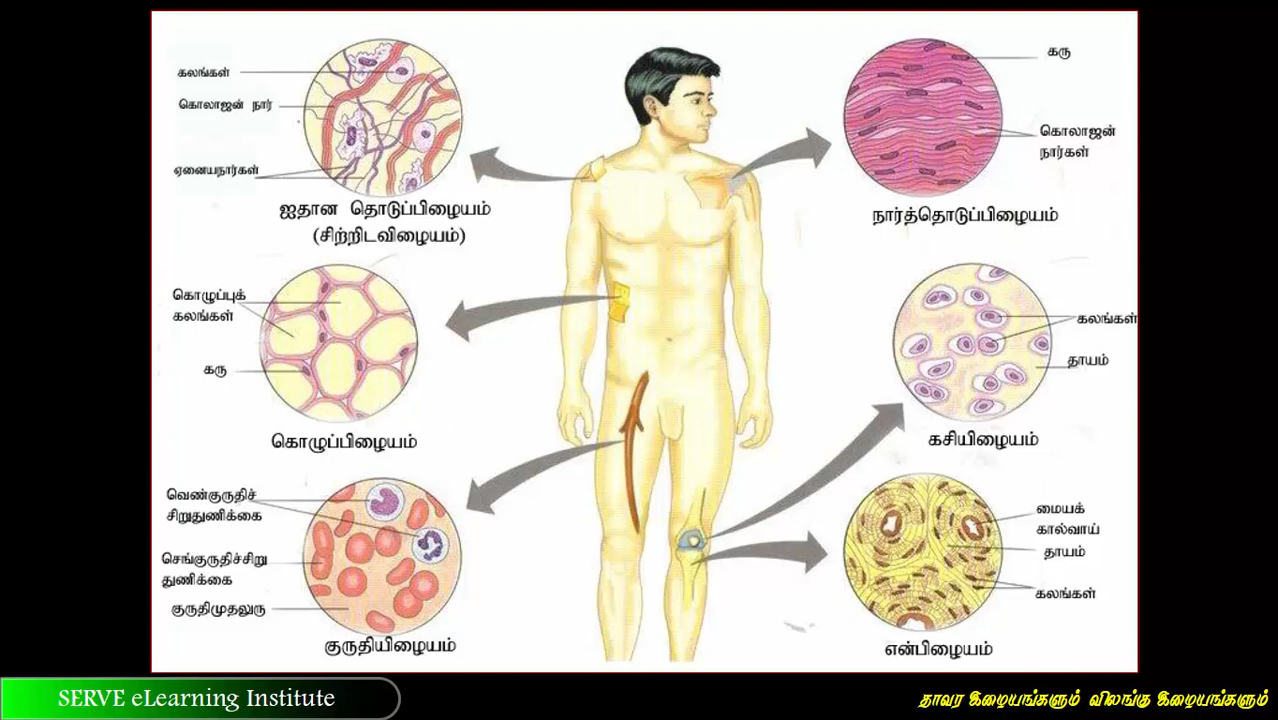 கலங்கள்
கொலாஜன் நார்
ஏனையநார்கள்
ஐதான தொடுப்பிழையம்
(சிற்றிடவிழையம்)
கரு
கொலாஜன்
நார்கள்
நார்த்தொடுப்பிழையம்
கொழுப்புக்
கலங்கள்
கரு
கொழுப்பிழையம்
கலங்கள்
தாயம்
கசியிழையம்
வெண்குருதிச்
சிறுதுணிக்கை
செங்குருதிச்சிறு
துணிக்கை
குருதிமுதலுரு
குருதியிழையம்
மையக்
கால்வாய்
தாயம்
கலங்கள்
என்பிழையம்
SERVE eLearning Institute
தாவர இழையங்களும் விலங்கு இழையங்களும்